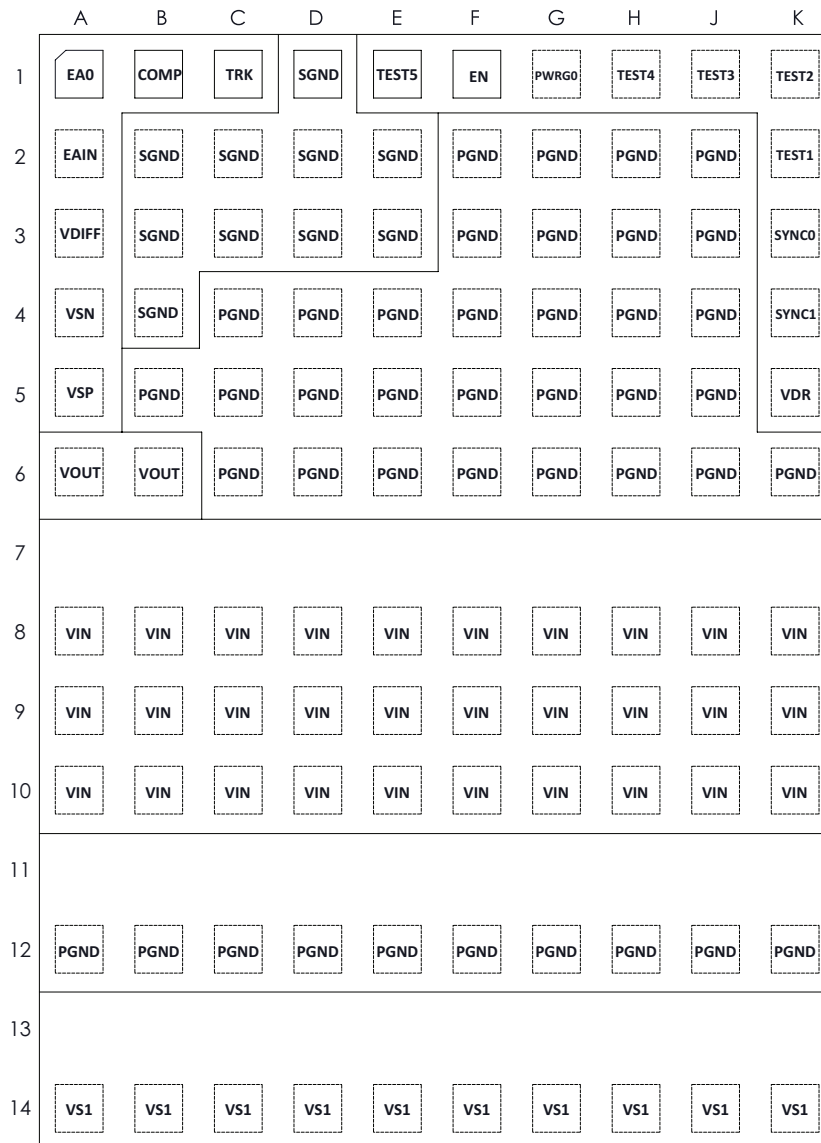 A B C D E F G H J K
1 EA0 COMP TRK SGND TEST5 EN PWRG0 TEST4 TEST3 TEST2
2 EAIN SGND SGND SGND SGND PGND PGND PGND PGND TEST1
3 VDIFF SGND SGND SGND SGND PGND PGND PGND PGND SYNC0
4 VSN SGND PGND PGND PGND PGND PGND PGND PGND SYNC1
5 VSP PGND PGND PGND PGND PGND PGND PGND PGND VDR
6 VOUT VOUT PGND PGND PGND PGND PGND PGND PGND PGND
7
8 VIN VIN VIN VIN VIN VIN VIN VIN VIN VIN
9 VIN VIN VIN VIN VIN VIN VIN VIN VIN VIN
10 VIN VIN VIN VIN VIN VIN VIN VIN VIN VIN
11
12 PGND PGND PGND PGND PGND PGND PGND PGND PGND PGND
13
14 VS1 VS1 VS1 VS1 VS1 VS1 VS1 VS1 VS1 VS1